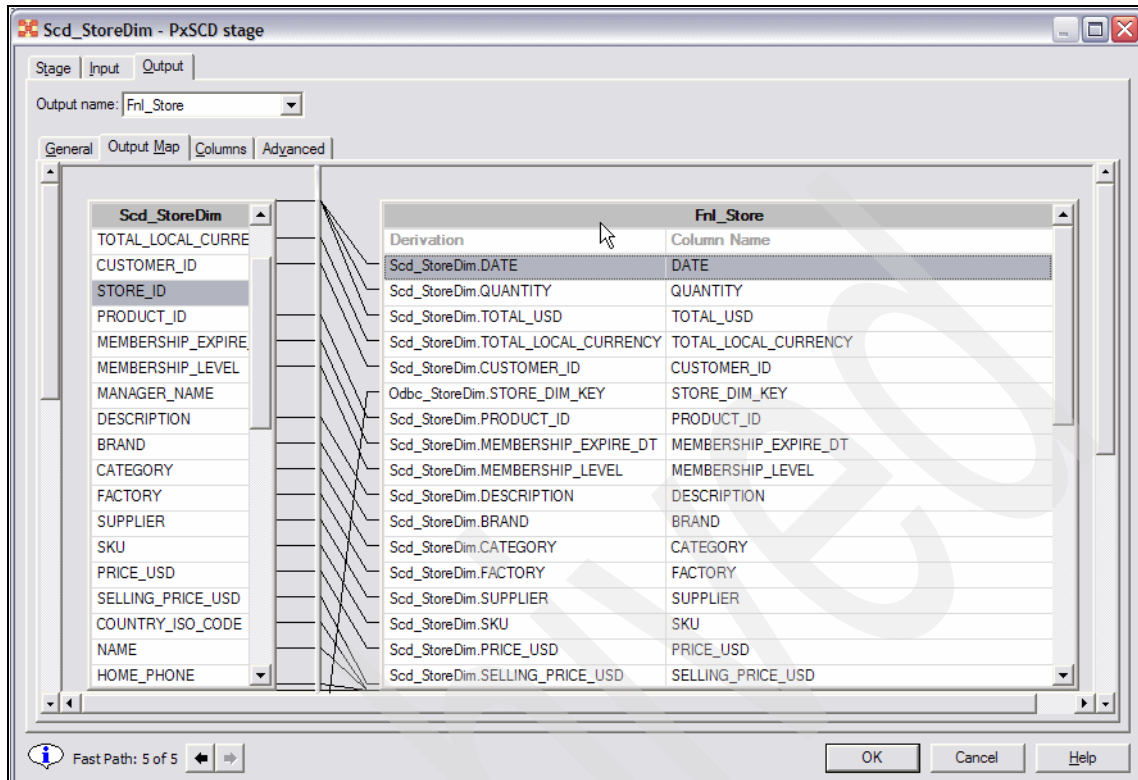 Scd_StoreDim - PxSCD stage
Stage Input Output
Output name: Fnl_Store
General Output Map Columns Advanced
Scd_StoreDim
TOTAL_LOCAL_CURRE
CUSTOMER_ID
STORE_ID
PRODUCT_ID
MEMBERSHIP_EXPIRE_
MEMBERSHIP_LEVEL
MANAGER_NAME
DESCRIPTION
BRAND
CATEGORY
FACTORY
SUPPLIER
SKU
PRICE_USD
SELLING_PRICE_USD
COUNTRY_ISO_CODE
NAME
HOME_PHONE
Fnl_Store
Derivation Column Name
Scd_StoreDim.DATE DATE
Scd_StoreDim.QUANTITY QUANTITY
Scd_StoreDim.TOTAL_USD TOTAL_USD
Scd_StoreDim.TOTAL_LOCAL_CURRENCY TOTAL_LOCAL_CURRENCY
Scd_StoreDim.CUSTOMER_ID CUSTOMER_ID
Odbc_StoreDim.STORE_DIM_KEY STORE_DIM_KEY
Scd_StoreDim.PRODUCT_ID PRODUCT_ID
Scd_StoreDim.MEMBERSHIP_EXPIRE_DT MEMBERSHIP_EXPIRE_DT
Scd_StoreDim.MEMBERSHIP_LEVEL MEMBERSHIP_LEVEL
Scd_StoreDim.DESCRIPTION DESCRIPTION
Scd_StoreDim.BRAND BRAND
Scd_StoreDim.CATEGORY CATEGORY
Scd_StoreDim.FACTORY FACTORY
Scd_StoreDim.SUPPLIER SUPPLIER
Scd_StoreDim.SKU SKU
Scd_StoreDim.PRICE_USD PRICE_USD
Scd_StoreDim.SELLING_PRICE_USD SELLING_PRICE_USD
Fast Path: 5 of 5
OK Cancel Help